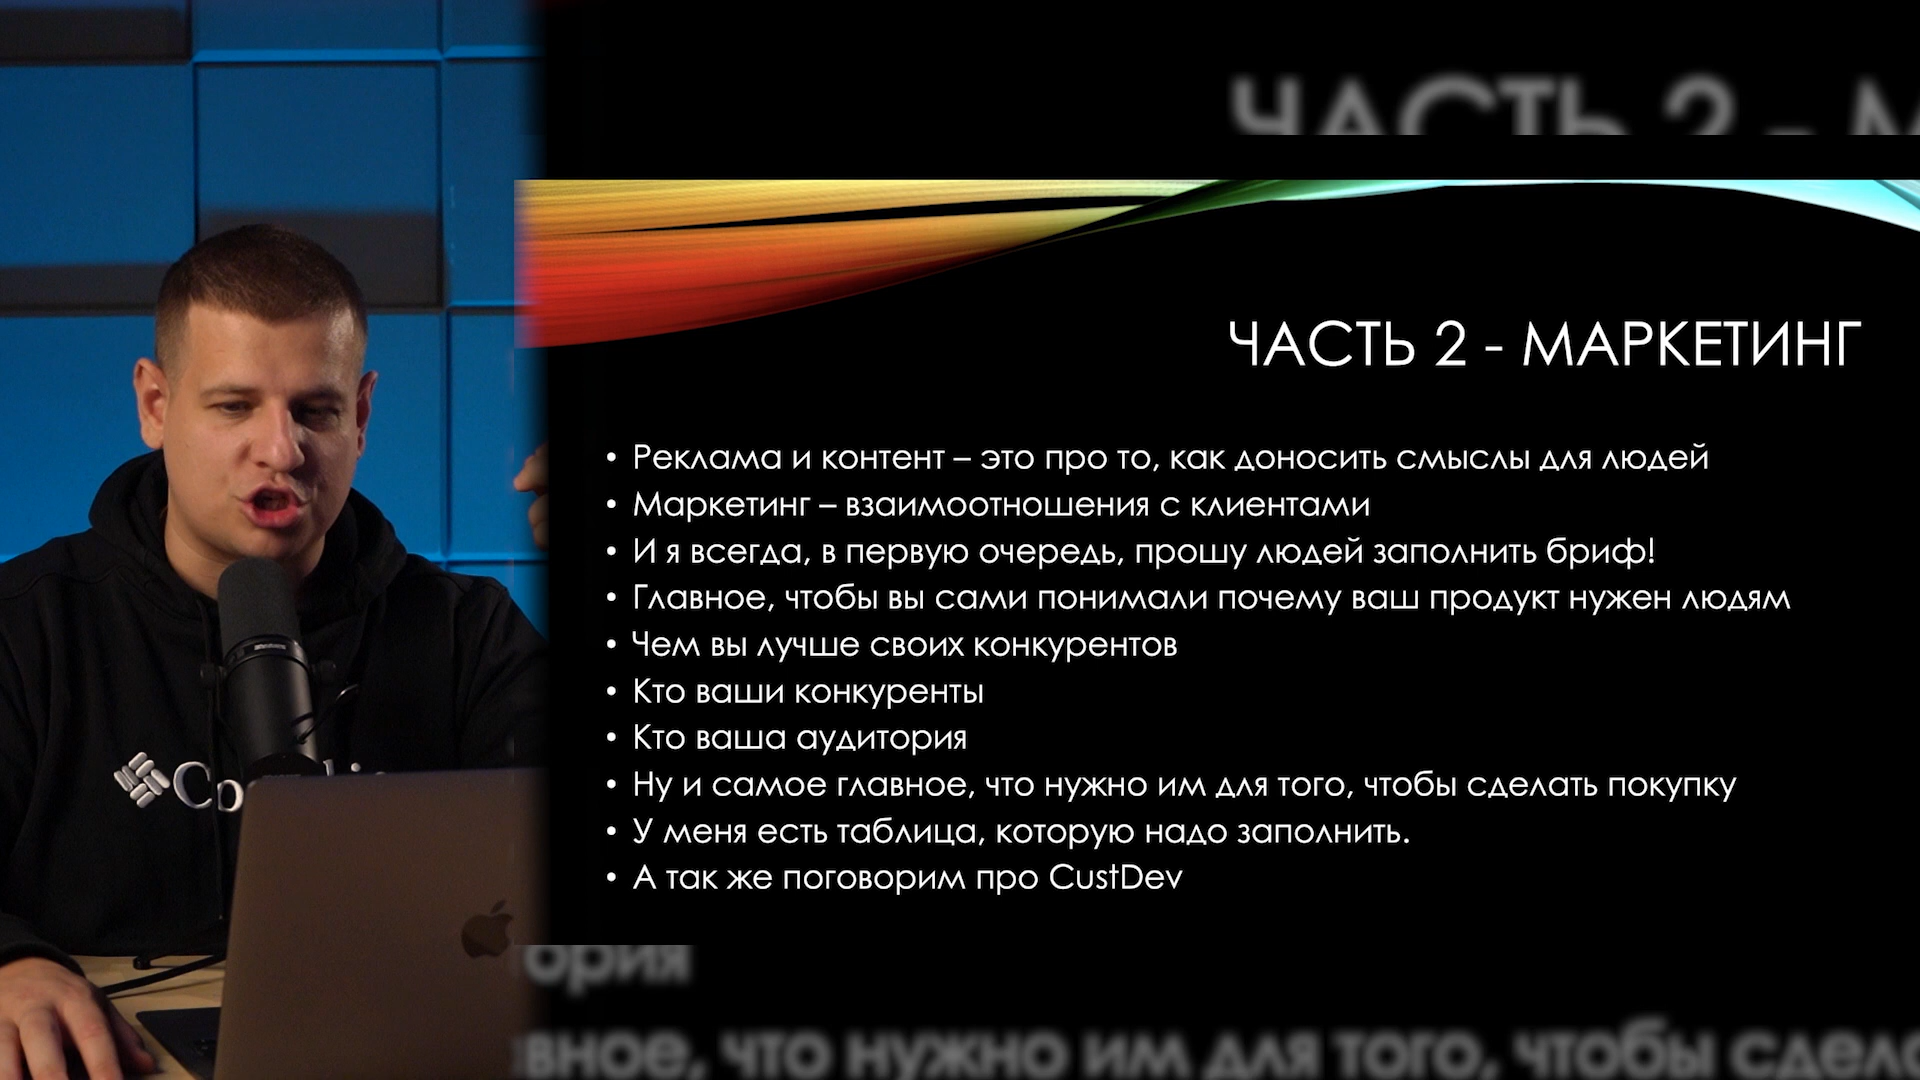 ЧАСТЬ 2 - МАРКЕТИНГ
• Реклама и контент – это про то, как доносить смыслы для людей
• Маркетинг – взаимоотношения с клиентами
• И я всегда, в первую очередь, прошу людей заполнить бриф!
• Главное, чтобы вы сами понимали почему ваш продукт нужен людям
• Чем вы лучше своих конкурентов
• Кто ваши конкуренты
• Кто ваша аудитория
• Ну и самое главное, что нужно им для того, чтобы сделать покупку
• У меня есть таблица, которую надо заполнить.
• А так же поговорим про CustDev